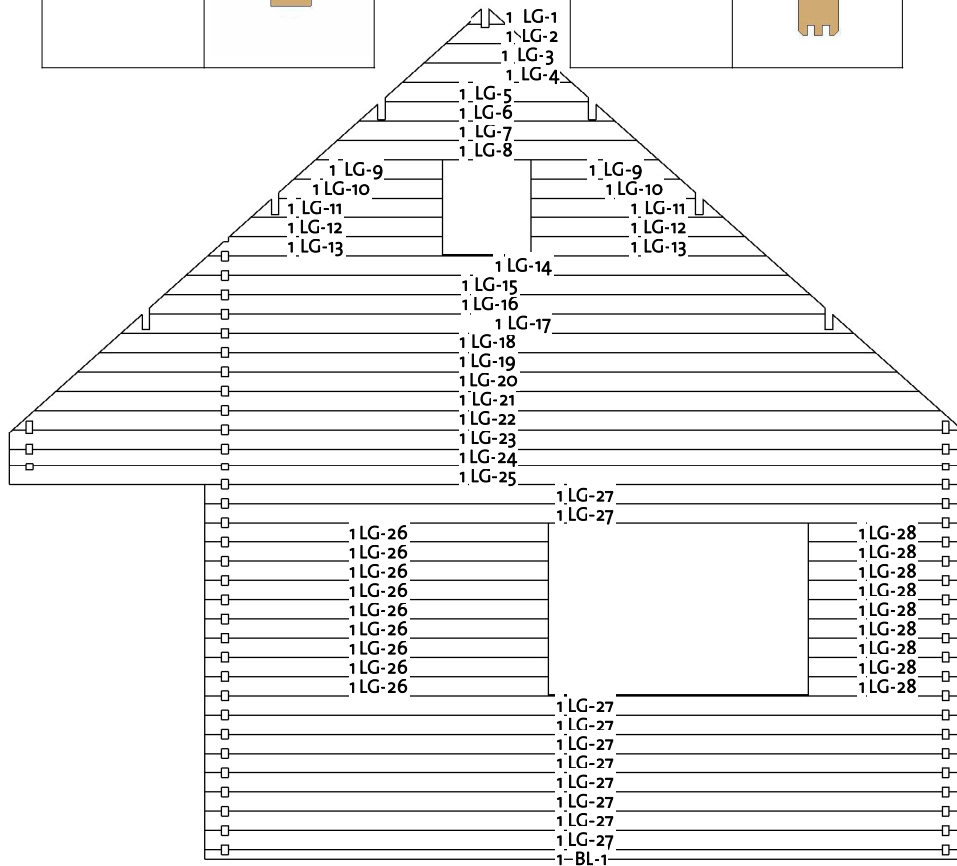 1 LG-1
1 LG-2
1 LG-3
1 LG-4
1 LG-5
1 LG-6
1 LG-7
1 LG-8
1 LG-9 1 LG-9
1 LG-10 1 LG-10
1 LG-11 1 LG-11
1 LG-12 1 LG-12
1 LG-13 1 LG-13
1 LG-14
1 LG-15
1 LG-16
1 LG-17
1 LG-18
1 LG-19
1 LG-20
1 LG-21
1 LG-22
1 LG-23
1 LG-24
1 LG-25
1 LG-27
1 LG-27
1 LG-26 1 LG-28
1 LG-26 1 LG-28
1 LG-26 1 LG-28
1 LG-26 1 LG-28
1 LG-26 1 LG-28
1 LG-26 1 LG-28
1 LG-26 1 LG-28
1 LG-26 1 LG-28
1 LG-26 1 LG-28
1 LG-27
1 LG-27
1 LG-27
1 LG-27
1 LG-27
1 LG-27
1 LG-27
1 LG-27
1 BL-1